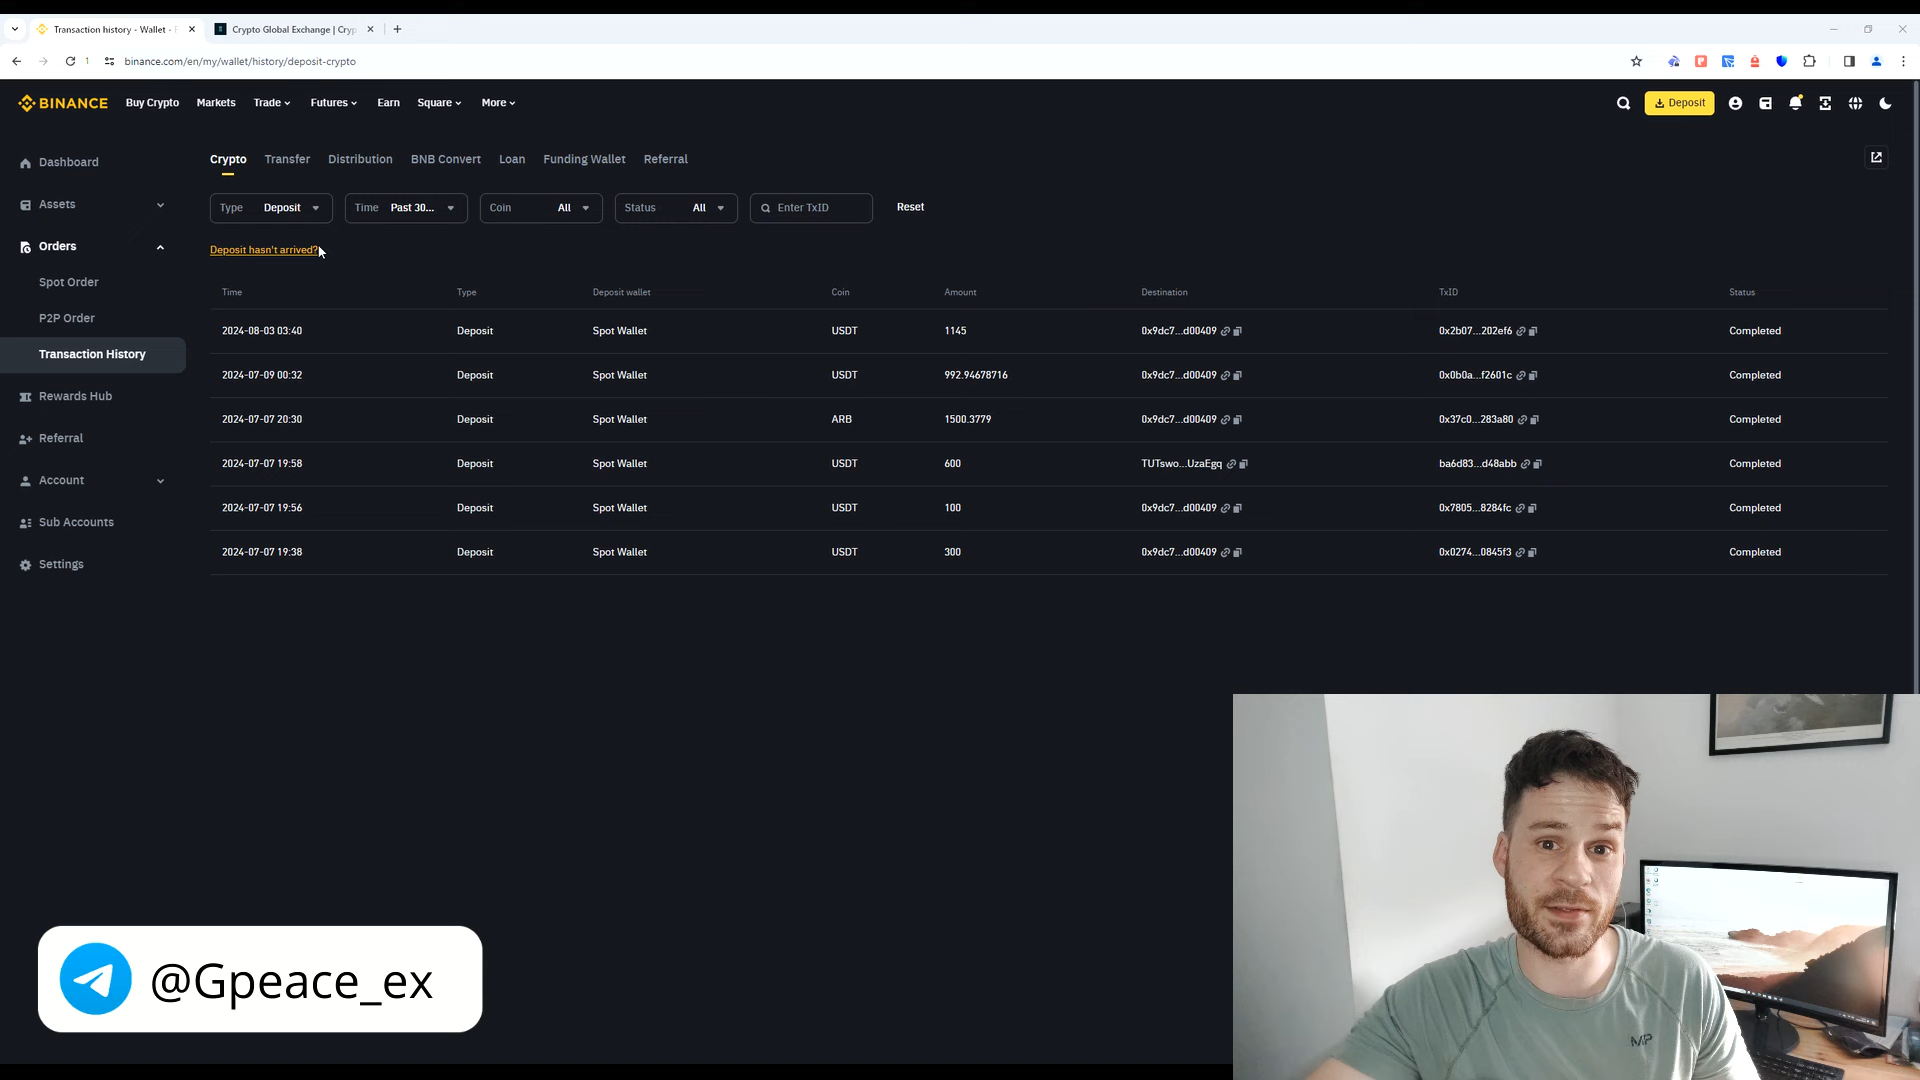 Transaction history - Wallet -
Crypto Global Exchange | Cryp
1
binance.com/en/my/wallet/history/deposit-crypto
BINANCE Buy Crypto Markets Trade Futures Earn Square More Deposit
Crypto Transfer Distribution BNB Convert Loan Funding Wallet Referral
Dashboard
Assets
Orders
Spot Order
P2P Order
Transaction History
Rewards Hub
Referral
Account
Sub Accounts
Settings
Type Deposit Time Past 30... Coin All Status All Enter TxID Reset
Deposit hasn't arrived?
Time Type Deposit wallet Coin Amount Destination TxID Status
2024-08-03 03:40 Deposit Spot Wallet USDT 1145 0x9dc7...d00409 0x2b07...202ef6 Completed
2024-07-09 00:32 Deposit Spot Wallet USDT 992.94678716 0x9dc7...d00409 0x0b0a...f2601c Completed
2024-07-07 20:30 Deposit Spot Wallet ARB 1500.3779 0x9dc7...d00409 0x37c0...283a80 Completed
2024-07-07 19:58 Deposit Spot Wallet USDT 600 TUTswo...UzaEgq ba6d83...d48abb Completed
2024-07-07 19:56 Deposit Spot Wallet USDT 100 0x9dc7...d00409 0x7805...8284fc Completed
2024-07-07 19:38 Deposit Spot Wallet USDT 300 0x9dc7...d00409 0x0274...0845f3 Completed
@Gpeace_ex
MP